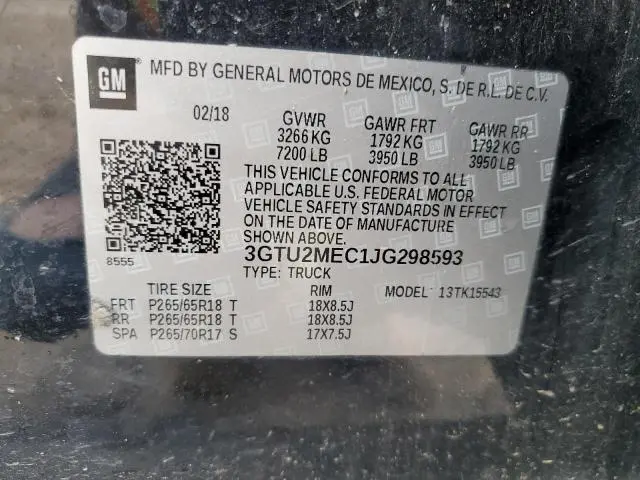 GM MFD BY GENERAL MOTORS DE MEXICO, S. DE R.L. DE C.V.
02/18 GVWR GAWR FRT GAWR RR
3266 KG 1792 KG 1792 KG
7200 LB 3950 LB 3950 LB
THIS VEHICLE CONFORMS TO ALL
APPLICABLE U.S. FEDERAL MOTOR
VEHICLE SAFETY STANDARDS IN EFFECT
ON THE DATE OF MANUFACTURE
SHOWN ABOVE.
8555 3GTU2MEC1JG298593
TYPE: TRUCK
TIRE SIZE RIM MODEL: 13TK15543
FRT P265/65R18 T 18X8.5J
RR P265/65R18 T 18X8.5J
SPA P265/70R17 S 17X7.5J